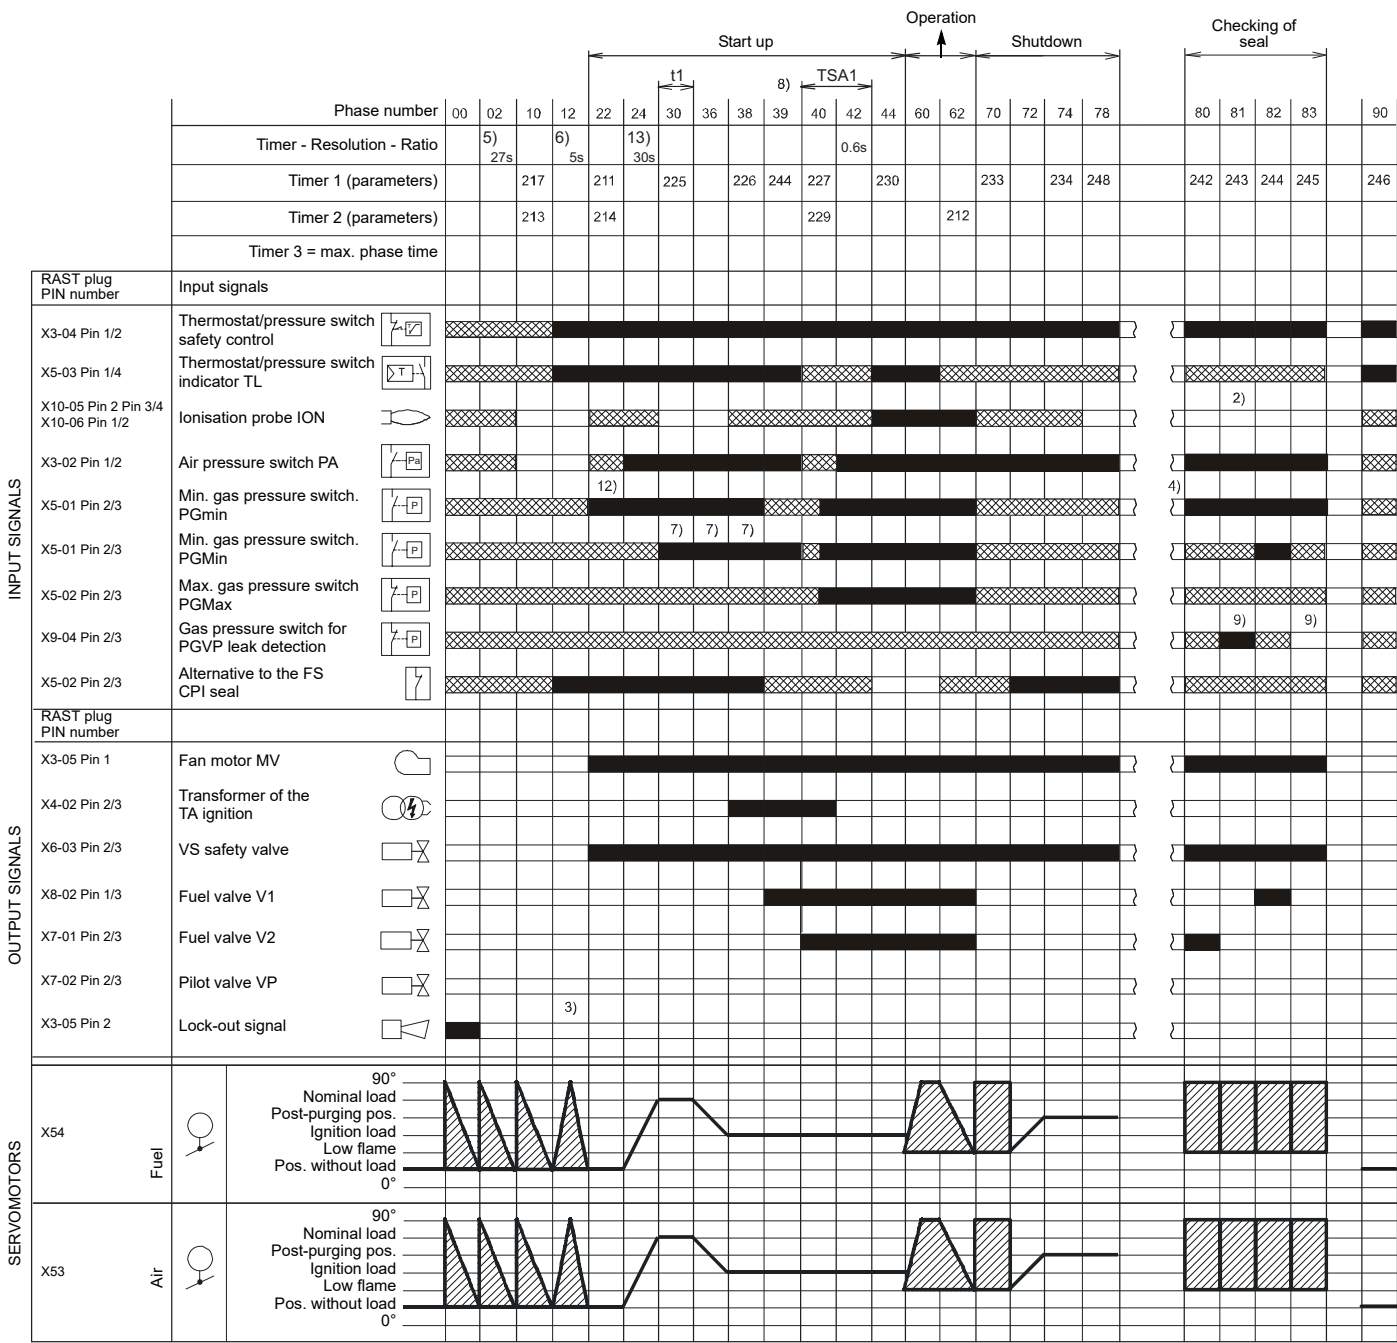 Operation
Start up
Shutdown
Checking of
seal
t1
8)
TSA1
Phase number 00 02 10 12 22 24 30 36 38 39 40 42 44 60 62 70 72 74 78 80 81 82 83 90
Timer - Resolution - Ratio 5) 27s 6) 5s 13) 30s 0.6s
Timer 1 (parameters) 217 211 225 226 244 227 230 233 234 248 242 243 244 245 246
Timer 2 (parameters) 213 214 229 212
Timer 3 = max. phase time
RAST plug
PIN number
Input signals
INPUT SIGNALS
X3-04 Pin 1/2
Thermostat/pressure switch
safety control
X5-03 Pin 1/4
Thermostat/pressure switch
indicator TL
T
2)
X10-05 Pin 2 Pin 3/4
X10-06 Pin 1/2
Ionisation probe ION
X3-02 Pin 1/2
Air pressure switch PA
Pa
12)
4)
X5-01 Pin 2/3
Min. gas pressure switch.
PGmin
P
7) 7) 7)
X5-01 Pin 2/3
Min. gas pressure switch.
PGMin
P
X5-02 Pin 2/3
Max. gas pressure switch
PGMax
P
9) 9)
X9-04 Pin 2/3
Gas pressure switch for
PGVP leak detection
P
X5-02 Pin 2/3
Alternative to the FS
CPI seal
RAST plug
PIN number
OUTPUT SIGNALS
X3-05 Pin 1
Fan motor MV
X4-02 Pin 2/3
Transformer of the
TA ignition
X6-03 Pin 2/3
VS safety valve
X8-02 Pin 1/3
Fuel valve V1
X7-01 Pin 2/3
Fuel valve V2
X7-02 Pin 2/3
Pilot valve VP
3)
X3-05 Pin 2
Lock-out signal
SERVOMOTORS
X54
Fuel
90°
Nominal load
Post-purging pos.
Ignition load
Low flame
Pos. without load
0°
X53
Air
90°
Nominal load
Post-purging pos.
Ignition load
Low flame
Pos. without load
0°